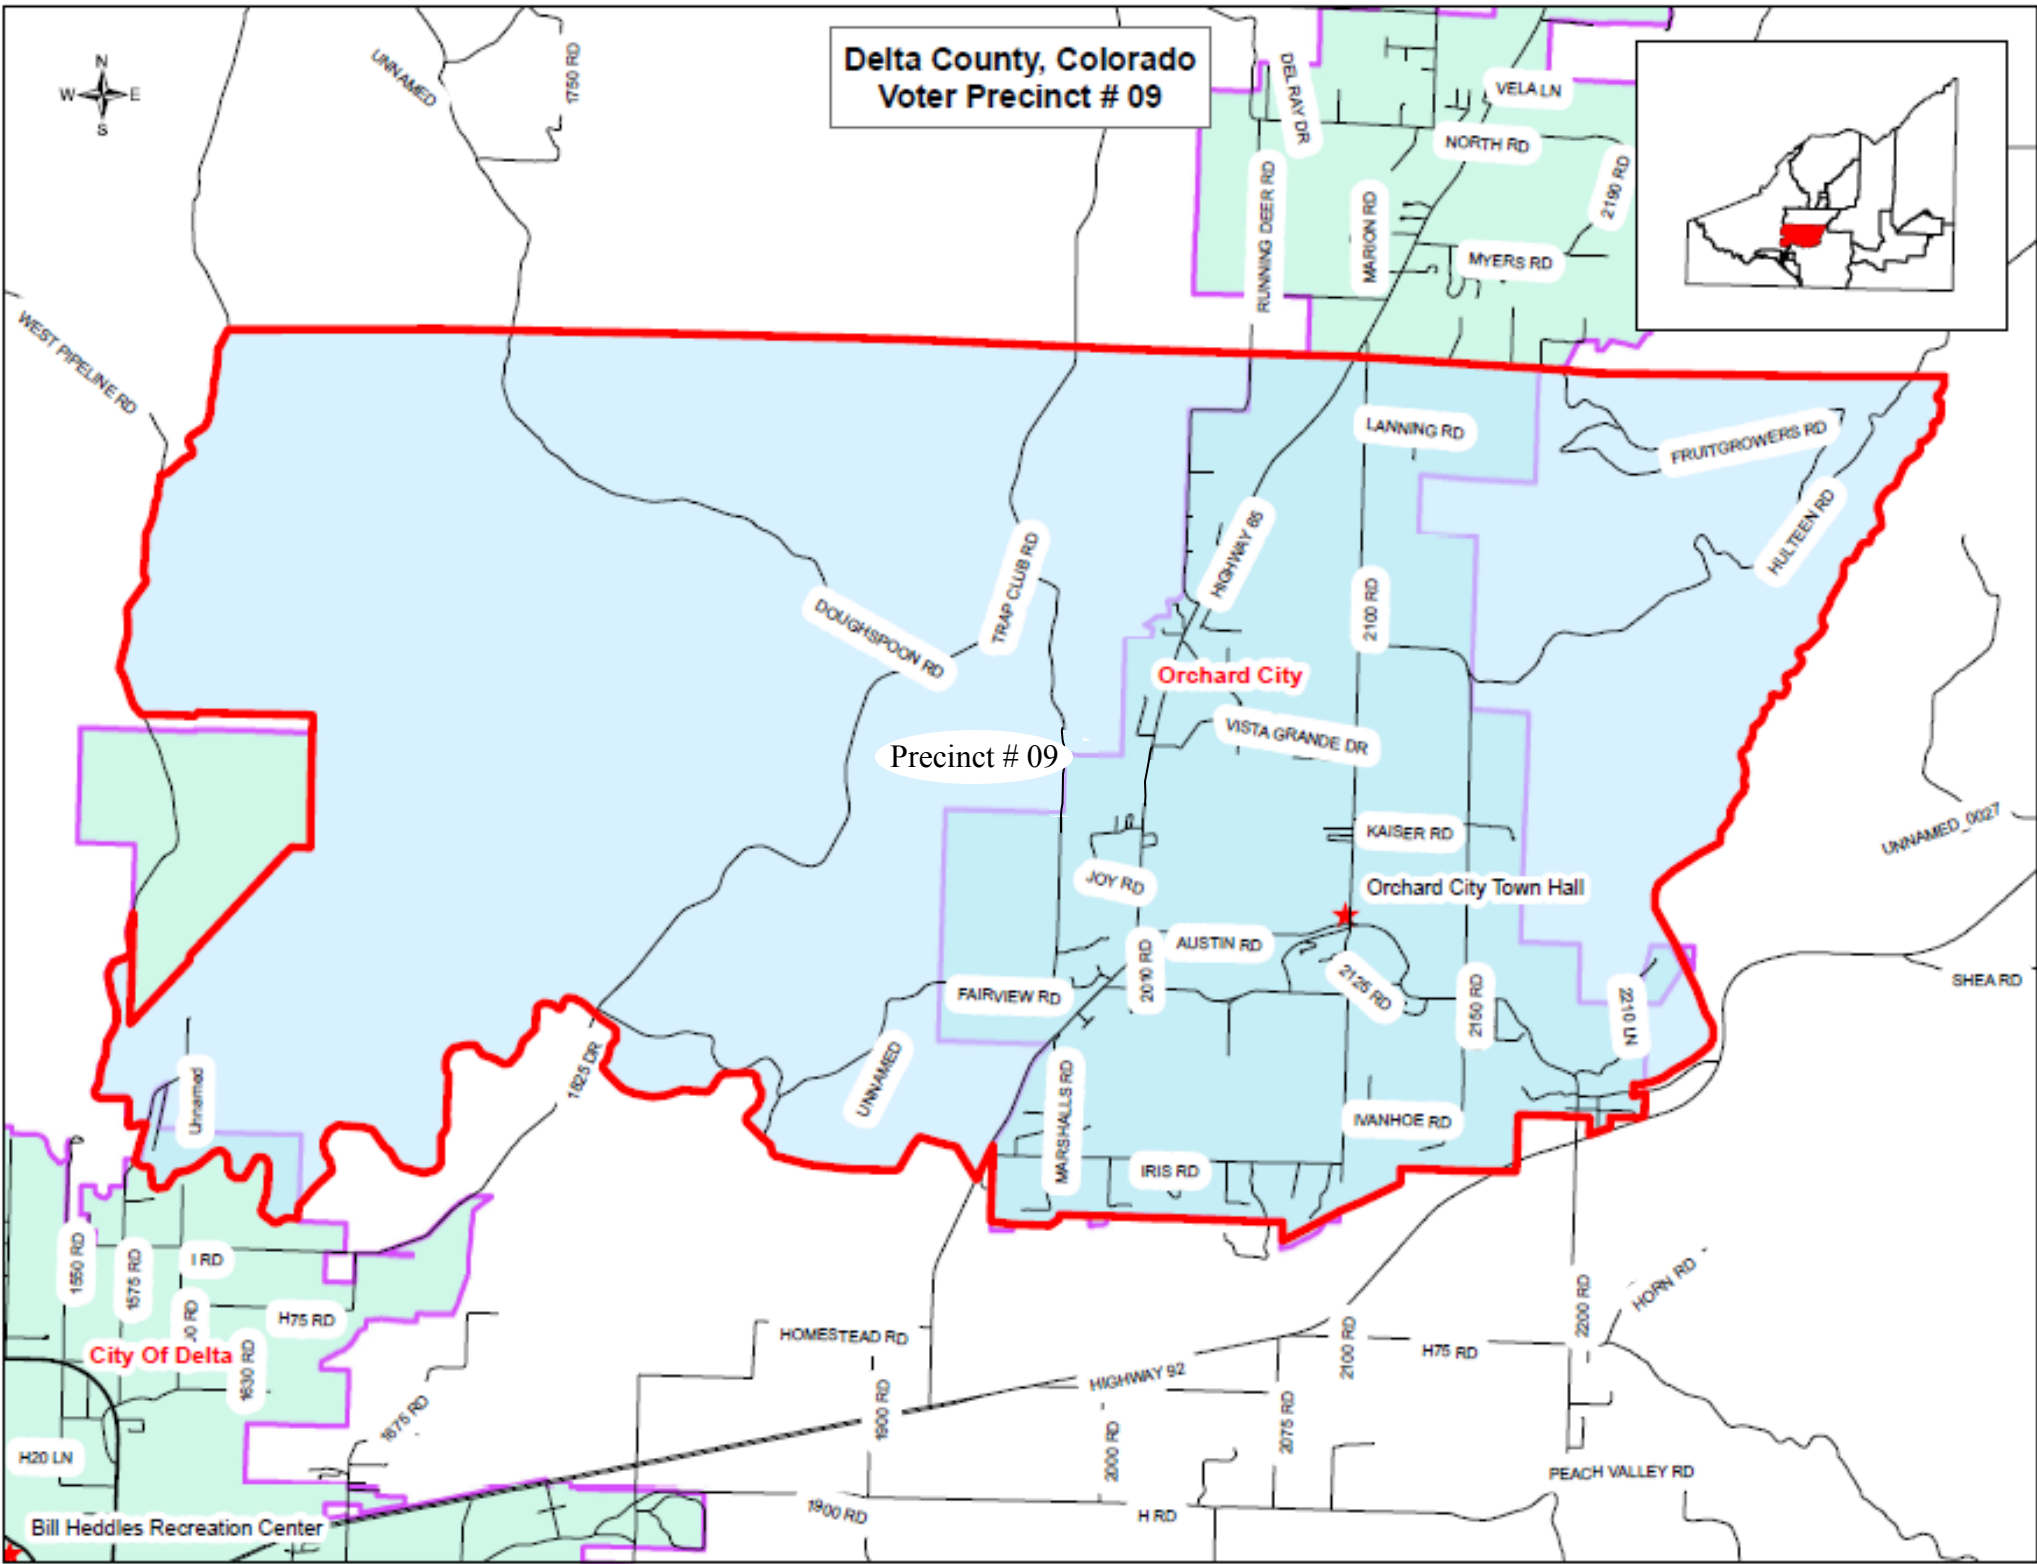 Delta County, Colorado
Voter Precinct # 09
N
W E
S
UNNAMED
1750 RD
DEL RAY DR
VELA LN
NORTH RD
2190 RD
RUNNING DEER RD
MARION RD
MYERS RD
WEST PIPELINE RD
LANNING RD
FRUITGROWERS RD
HULTEEN RD
HIGHWAY 65
TRAP CLUB RD
2100 RD
DOUGHSPOON RD
Orchard City
VISTA GRANDE DR
Precinct # 09
KAISER RD
UNNAMED_0027
JOY RD
Orchard City Town Hall
AUSTIN RD
2010 RD
2125 RD
FAIRVIEW RD
2150 RD
2210 LN
SHEA RD
1825 DR
UNNAMED
Unnamed
MARSHALLS RD
IVANHOE RD
IRIS RD
1550 RD
1575 RD
I RD
H75 RD
0 RD
City Of Delta
1630 RD
HOMESTEAD RD
HIGHWAY 92
2100 RD
H75 RD
2200 RD
HORN RD
1675 RD
1900 RD
2000 RD
2075 RD
H20 LN
PEACH VALLEY RD
1900 RD
H RD
Bill Heddles Recreation Center